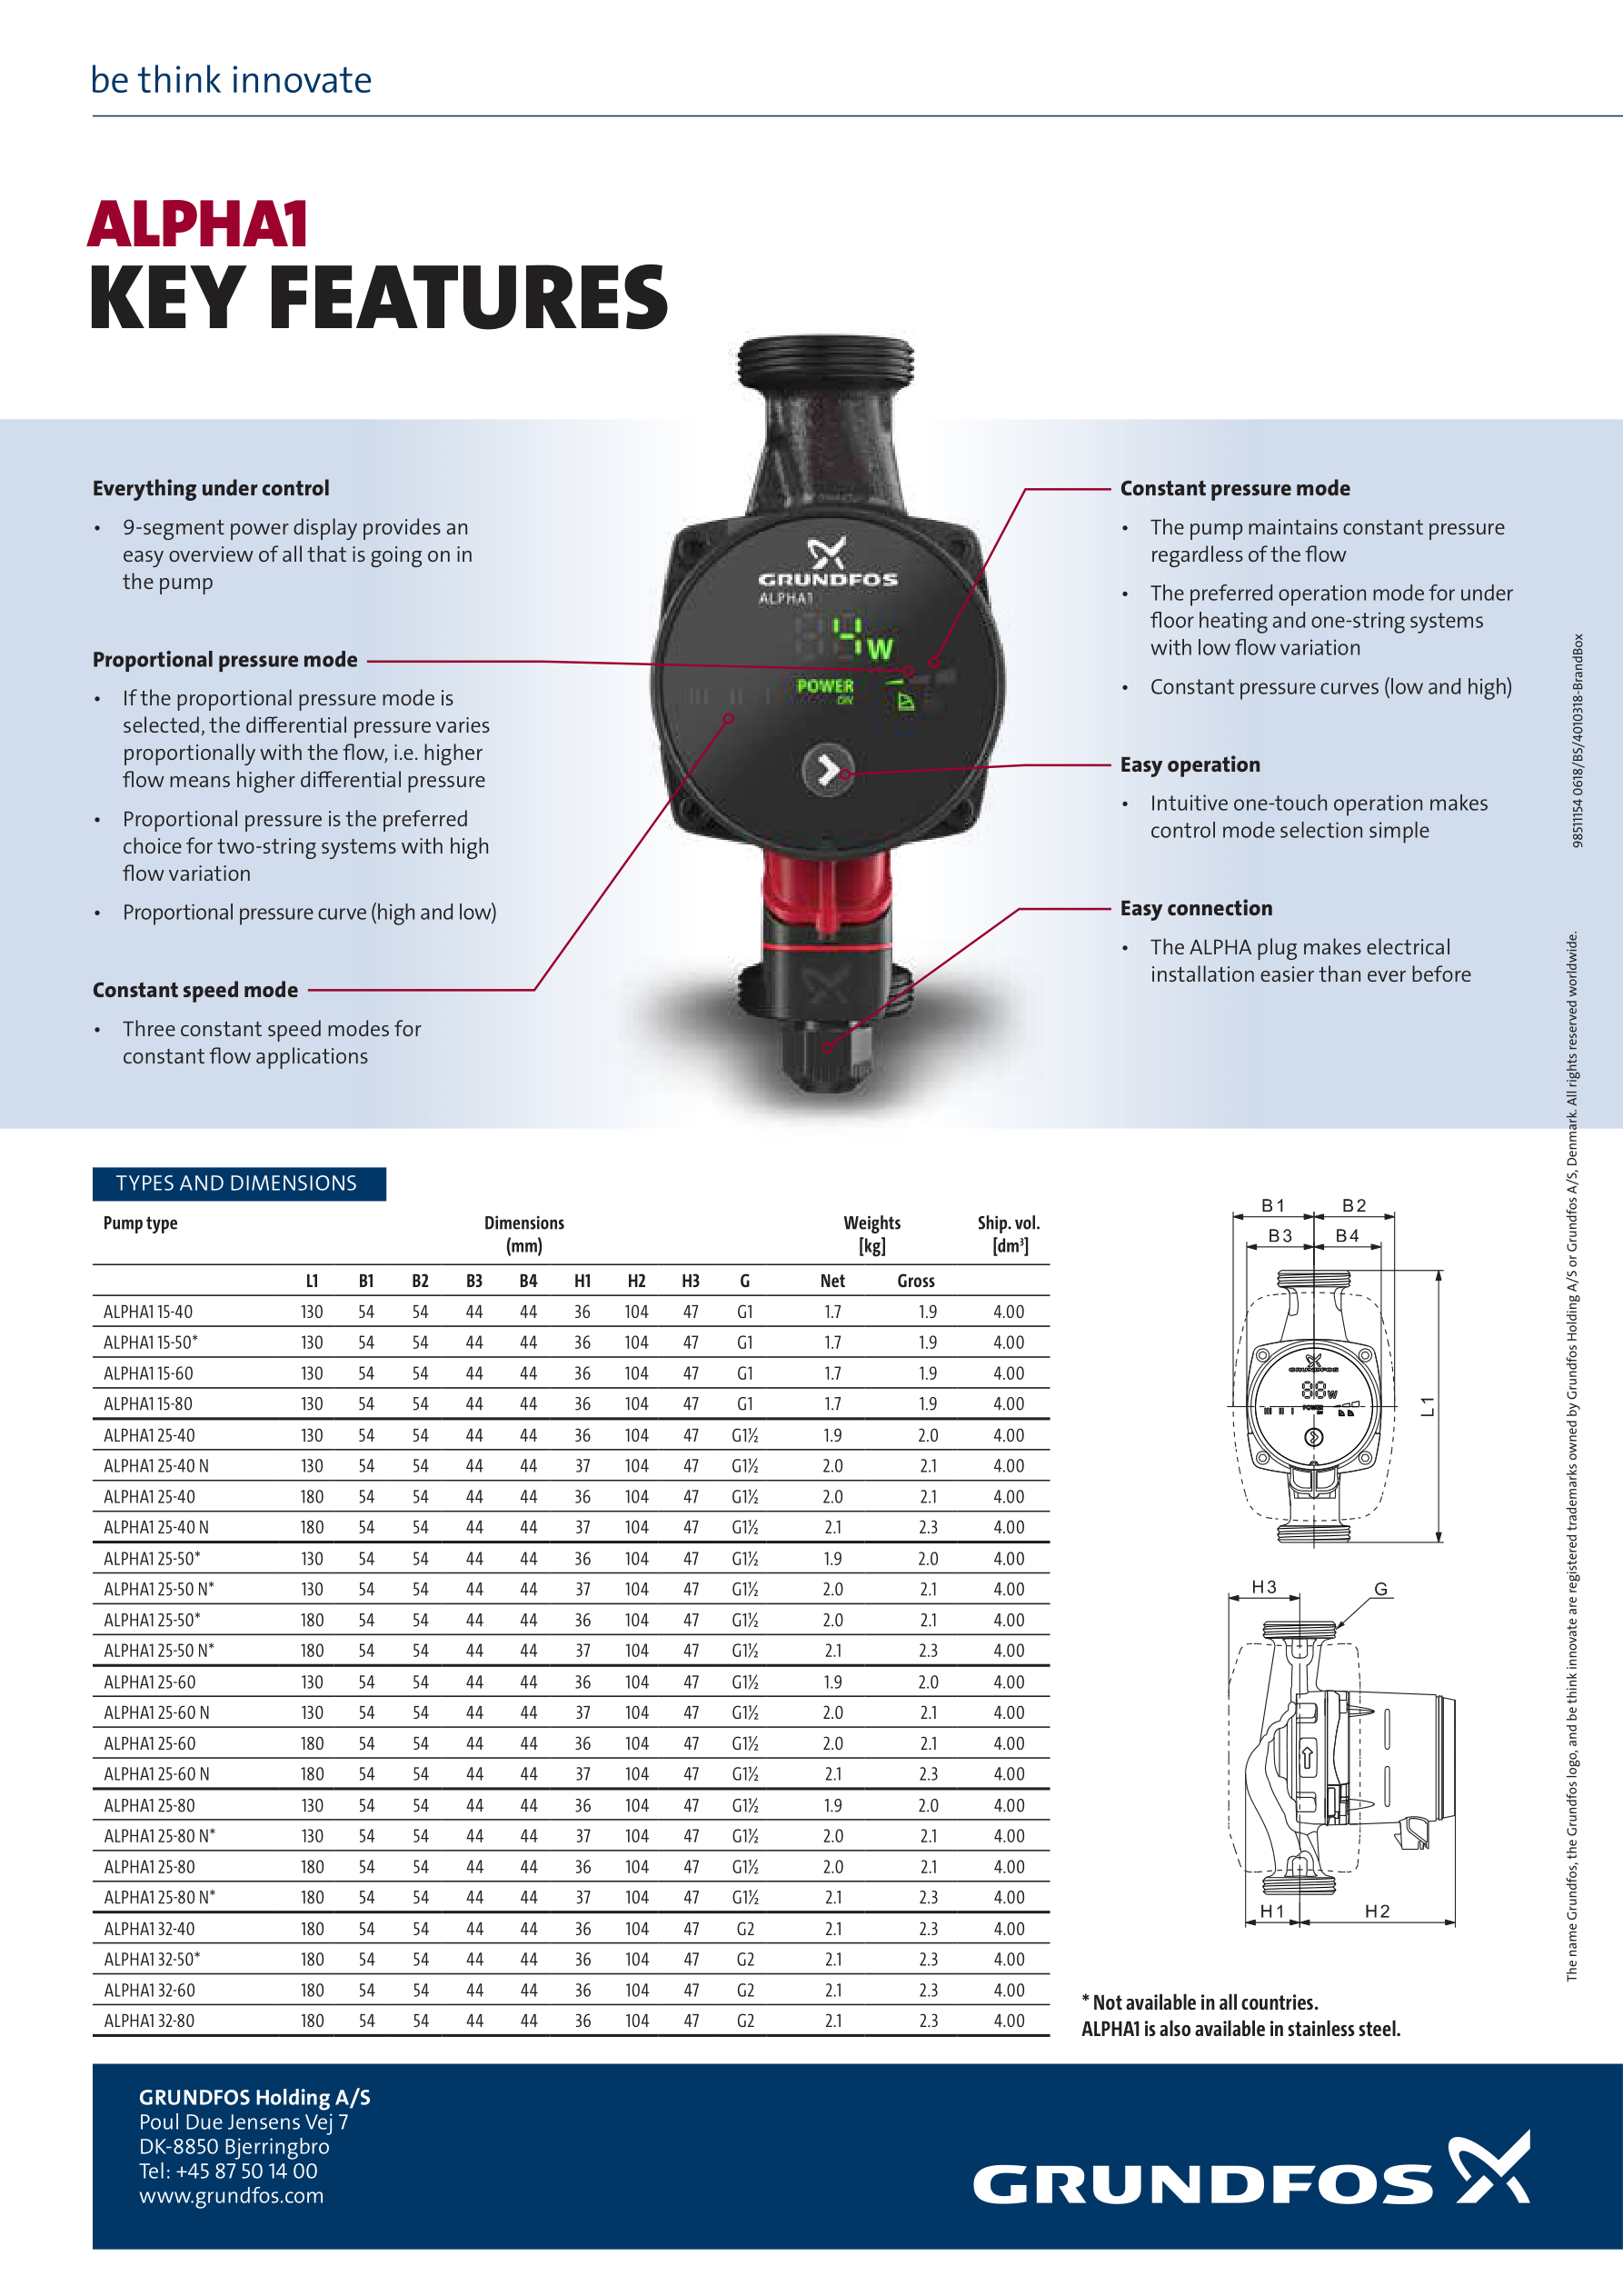 be think innovate
ALPHA1
KEY FEATURES
Everything under control
• 9-segment power display provides an
easy overview of all that is going on in
the pump
Proportional pressure mode
• If the proportional pressure mode is
selected, the differential pressure varies
proportionally with the flow, i.e. higher
flow means higher differential pressure
• Proportional pressure is the preferred
choice for two-string systems with high
flow variation
• Proportional pressure curve (high and low)
Constant speed mode
• Three constant speed modes for
constant flow applications
GRUNDFOS
ALPHA1
4 W
POWER
ON
Constant pressure mode
• The pump maintains constant pressure
regardless of the flow
• The preferred operation mode for under
floor heating and one-string systems
with low flow variation
• Constant pressure curves (low and high)
Easy operation
• Intuitive one-touch operation makes
control mode selection simple
Easy connection
• The ALPHA plug makes electrical
installation easier than ever before
TYPES AND DIMENSIONS
Pump type Dimensions Weights Ship. vol.
(mm) [kg] [dm³]
L1 B1 B2 B3 B4 H1 H2 H3 G Net Gross
ALPHA1 15-40 130 54 54 44 44 36 104 47 G1 1.7 1.9 4.00
ALPHA1 15-50* 130 54 54 44 44 36 104 47 G1 1.7 1.9 4.00
ALPHA1 15-60 130 54 54 44 44 36 104 47 G1 1.7 1.9 4.00
ALPHA1 15-80 130 54 54 44 44 36 104 47 G1 1.7 1.9 4.00
ALPHA1 25-40 130 54 54 44 44 36 104 47 G1½ 1.9 2.0 4.00
ALPHA1 25-40 N 130 54 54 44 44 37 104 47 G1½ 2.0 2.1 4.00
ALPHA1 25-40 180 54 54 44 44 36 104 47 G1½ 2.0 2.1 4.00
ALPHA1 25-40 N 180 54 54 44 44 37 104 47 G1½ 2.1 2.3 4.00
ALPHA1 25-50* 130 54 54 44 44 36 104 47 G1½ 1.9 2.0 4.00
ALPHA1 25-50 N* 130 54 54 44 44 37 104 47 G1½ 2.0 2.1 4.00
ALPHA1 25-50* 180 54 54 44 44 36 104 47 G1½ 2.0 2.1 4.00
ALPHA1 25-50 N* 180 54 54 44 44 37 104 47 G1½ 2.1 2.3 4.00
ALPHA1 25-60 130 54 54 44 44 36 104 47 G1½ 1.9 2.0 4.00
ALPHA1 25-60 N 130 54 54 44 44 37 104 47 G1½ 2.0 2.1 4.00
ALPHA1 25-60 180 54 54 44 44 36 104 47 G1½ 2.0 2.1 4.00
ALPHA1 25-60 N 180 54 54 44 44 37 104 47 G1½ 2.1 2.3 4.00
ALPHA1 25-80 130 54 54 44 44 36 104 47 G1½ 1.9 2.0 4.00
ALPHA1 25-80 N* 130 54 54 44 44 37 104 47 G1½ 2.0 2.1 4.00
ALPHA1 25-80 180 54 54 44 44 36 104 47 G1½ 2.0 2.1 4.00
ALPHA1 25-80 N* 180 54 54 44 44 37 104 47 G1½ 2.1 2.3 4.00
ALPHA1 32-40 180 54 54 44 44 36 104 47 G2 2.1 2.3 4.00
ALPHA1 32-50* 180 54 54 44 44 36 104 47 G2 2.1 2.3 4.00
ALPHA1 32-60 180 54 54 44 44 36 104 47 G2 2.1 2.3 4.00
ALPHA1 32-80 180 54 54 44 44 36 104 47 G2 2.1 2.3 4.00
B1 B2
B3 B4
GRUNDFOS
88W
POWER
ON
L1
H3 G
H1 H2
* Not available in all countries.
ALPHA1 is also available in stainless steel.
98511154 0618/BS/4010318-BrandBox
The name Grundfos, the Grundfos logo, and be think innovate are registered trademarks owned by Grundfos Holding A/S or Grundfos A/S, Denmark. All rights reserved worldwide.
GRUNDFOS Holding A/S
Poul Due Jensens Vej 7
DK-8850 Bjerringbro
Tel: +45 87 50 14 00
www.grundfos.com
GRUNDFOS